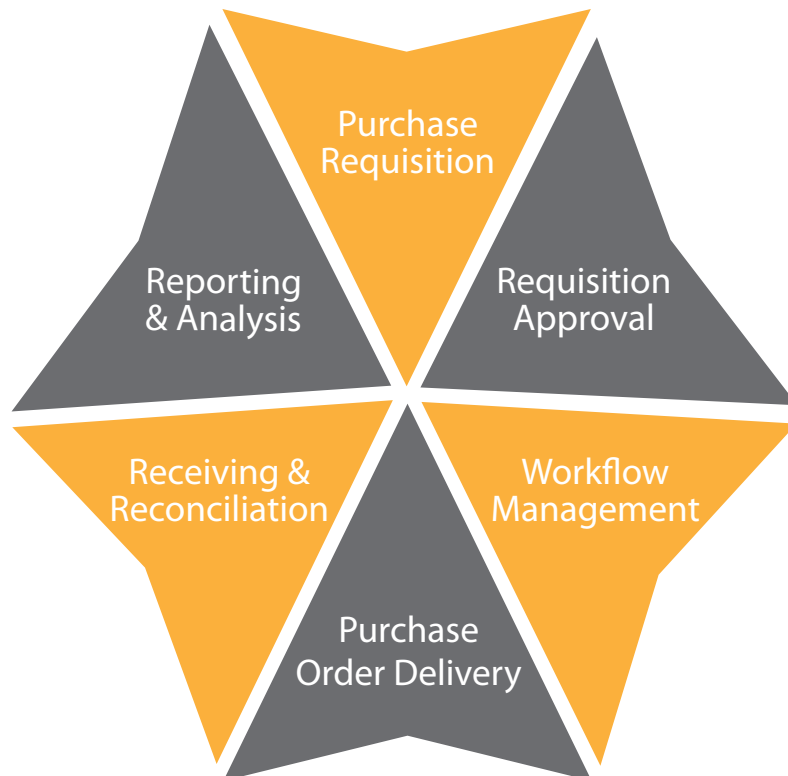 Purchase
Requisition
Requisition
Approval
Workflow
Management
Purchase
Order Delivery
Receiving &
Reconciliation
Reporting
& Analysis